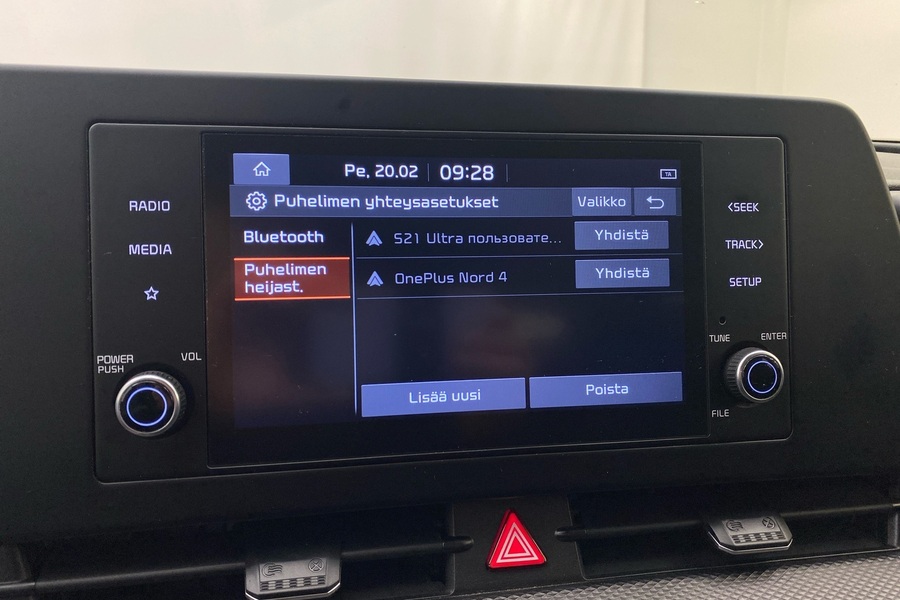 Pe, 20.02 09:28 TA
Puhelimen yhteysasetukset Valikko
Bluetooth
Puhelimen
heijast.
S21 Ultra пользовате... Yhdistä
OnePlus Nord 4 Yhdistä
Lisää uusi Poista
RADIO
MEDIA
POWER
PUSH
VOL
<SEEK
TRACK>
SETUP
TUNE
ENTER
FILE